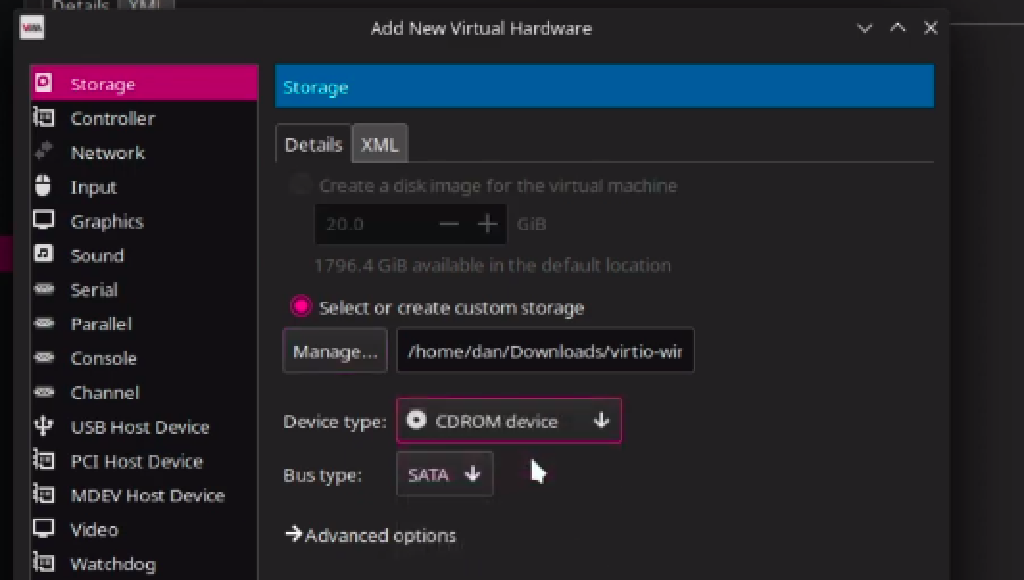 Details XML
Add New Virtual Hardware
Storage
Controller
Network
Input
Graphics
Sound
Serial
Parallel
Console
Channel
USB Host Device
PCI Host Device
MDEV Host Device
Video
Watchdog
Storage
Details XML
Create a disk image for the virtual machine
20.0 — + GiB
1796.4 GiB available in the default location
Select or create custom storage
Manage... /home/dan/Downloads/virtio-wir
Device type: CDROM device
Bus type: SATA
Advanced options